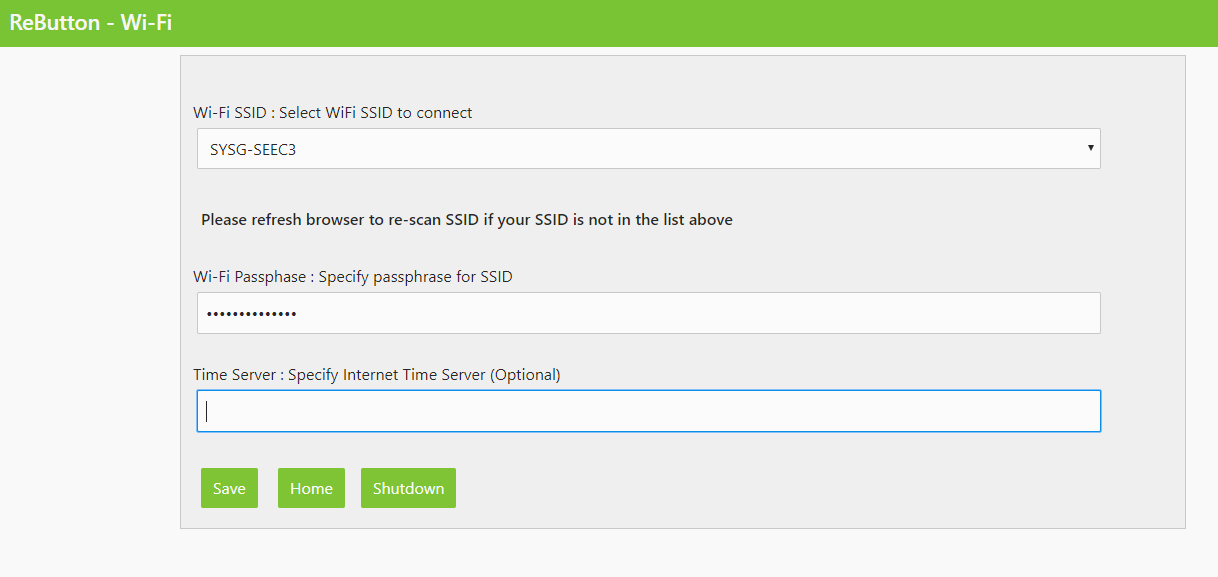 ReButton - Wi-Fi
Wi-Fi SSID : Select WiFi SSID to connect
SYSG-SEEC3
Please refresh browser to re-scan SSID if your SSID is not in the list above
Wi-Fi Passphase : Specify passphrase for SSID
••••••••••••••
Time Server : Specify Internet Time Server (Optional)
Save Home Shutdown